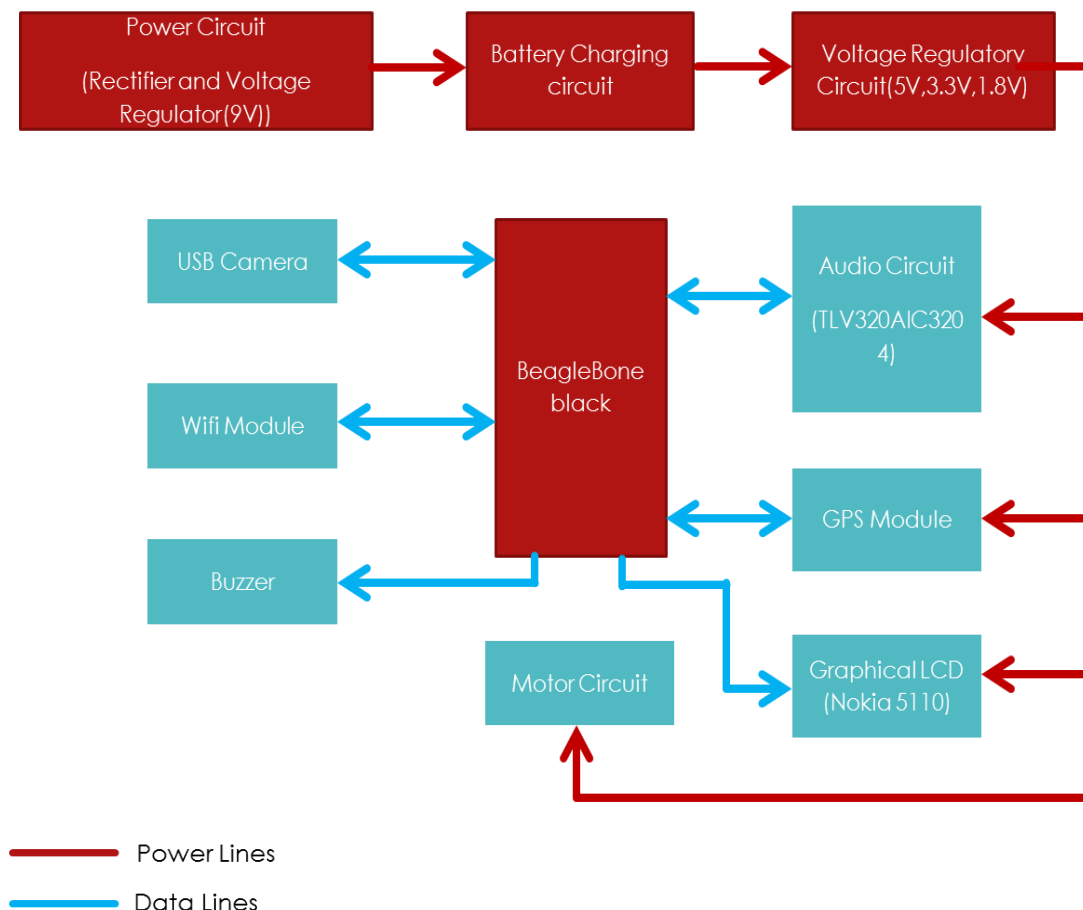 Power Circuit
(Rectifier and Voltage
Regulator(9V))
Battery Charging
circuit
Voltage Regulatory
Circuit(5V,3.3V,1.8V)
USB Camera
Wifi Module
Buzzer
BeagleBone
black
Motor Circuit
Audio Circuit
(TLV320AIC320
4)
GPS Module
Graphical LCD
(Nokia 5110)
Power Lines
Data Lines